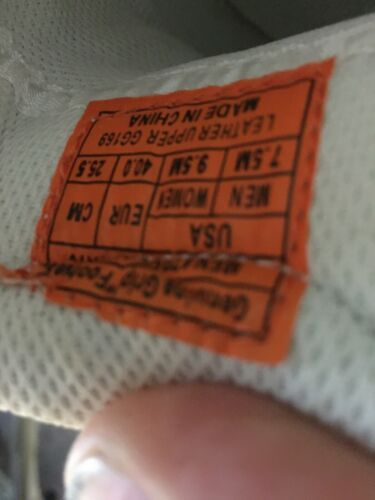 Genuine Grip
USA EUR CM
MEN WOMEN
7.5M 9.5M 40.0 25.5
LEATHER UPPER GG169
MADE IN CHINA